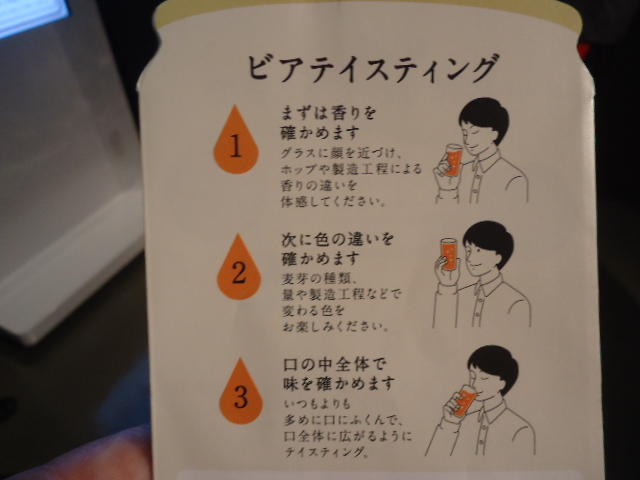 ビアテイスティング
1
まずは香りを
確かめます
グラスに顔を近づけ、
ホップや製造工程による
香りの違いを
体感してください。
2
次に色の違いを
確かめます
麦芽の種類、
量や製造工程などで
変わる色を
お楽しみください。
3
口の中全体で
味を確かめます
いつもよりも
多めに口にふくんで、
口全体に広がるように
テイスティング。